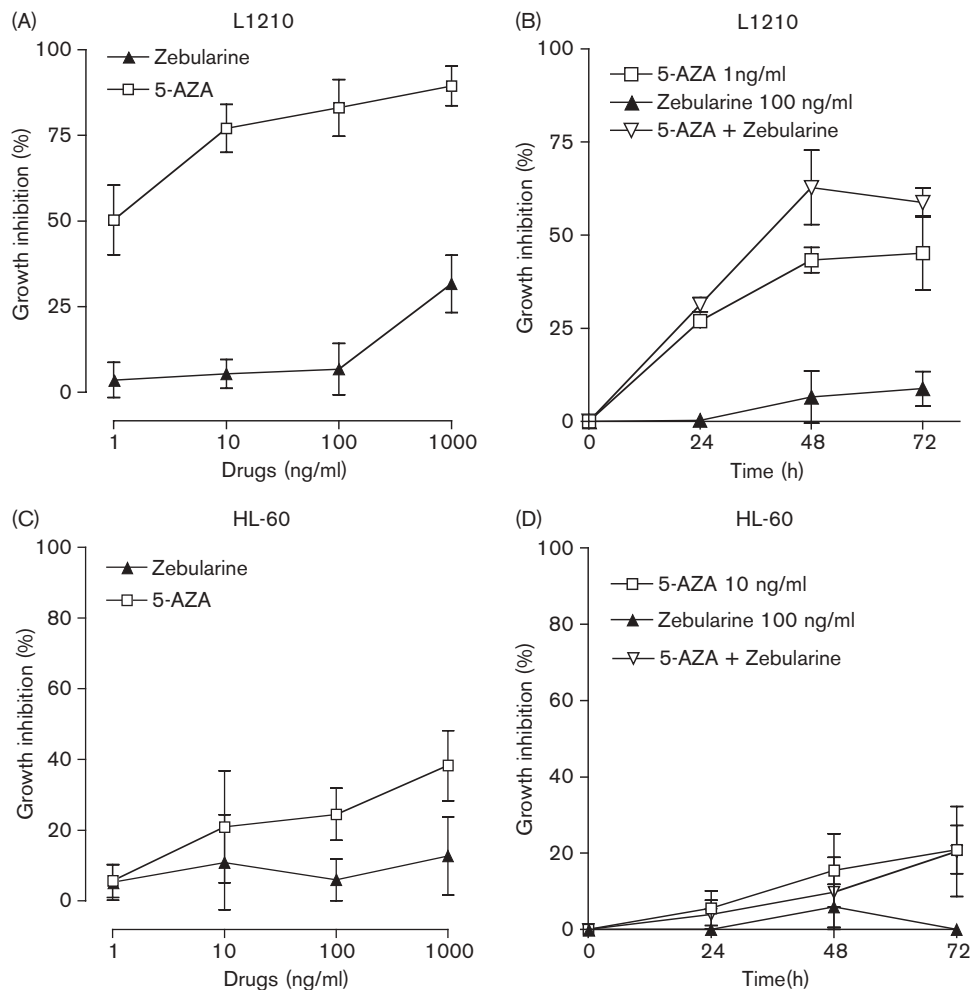 (A)
L1210
Zebularine
5-AZA
Growth inhibition (%)
100
75
50
25
0
1 10 100 1000
Drugs (ng/ml)
(B)
L1210
5-AZA 1ng/ml
Zebularine 100 ng/ml
5-AZA + Zebularine
Growth inhibition (%)
100
75
50
25
0
0 24 48 72
Time (h)
(C)
HL-60
Zebularine
5-AZA
Growth inhibition (%)
100
80
60
40
20
0
1 10 100 1000
Drugs (ng/ml)
(D)
HL-60
5-AZA 10 ng/ml
Zebularine 100 ng/ml
5-AZA + Zebularine
Growth inhibition (%)
100
80
60
40
20
0
0 24 48 72
Time(h)